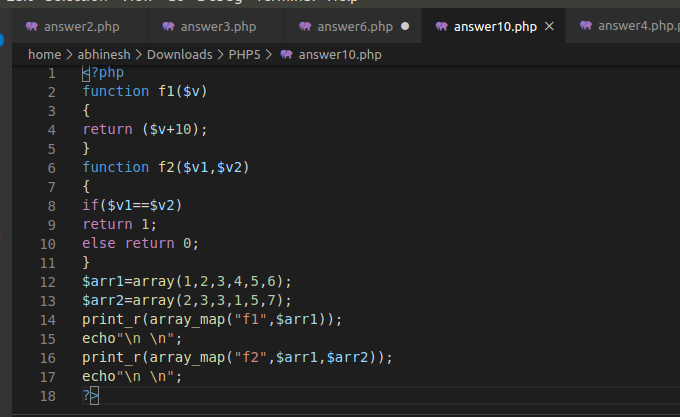 answer2.php answer3.php answer6.php answer10.php answer4.php
home > abhinesh > Downloads > PHP5 > answer10.php
1 <?php
2 function f1($v)
3 {
4 return ($v+10);
5 }
6 function f2($v1,$v2)
7 {
8 if($v1==$v2)
9 return 1;
10 else return 0;
11 }
12 $arr1=array(1,2,3,4,5,6);
13 $arr2=array(2,3,3,1,5,7);
14 print_r(array_map("f1",$arr1));
15 echo"\n \n";
16 print_r(array_map("f2",$arr1,$arr2));
17 echo"\n \n";
18 ?>